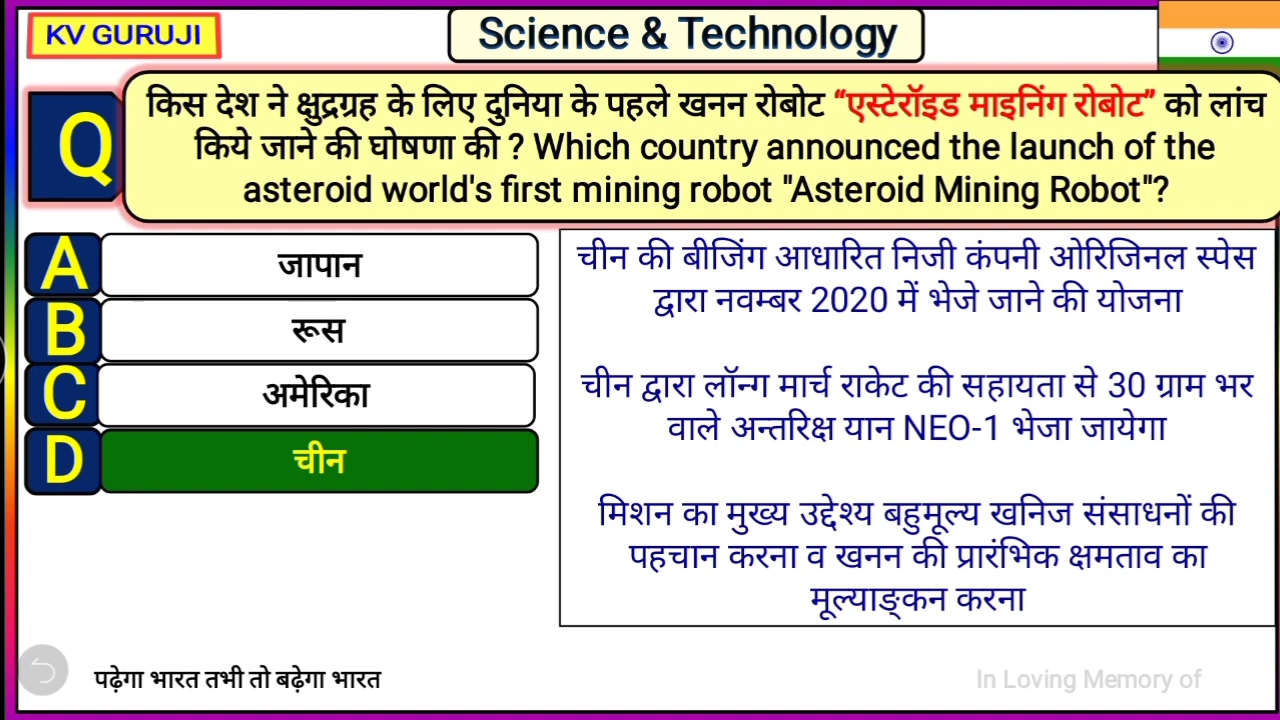 KV GURUJI
Science & Technology
Q
किस देश ने क्षुद्रग्रह के लिए दुनिया के पहले खनन रोबोट “एस्टेरॉइड माइनिंग रोबोट” को लांच
किये जाने की घोषणा की ? Which country announced the launch of the
asteroid world's first mining robot "Asteroid Mining Robot"?
A जापान
B रूस
C अमेरिका
D चीन
चीन की बीजिंग आधारित निजी कंपनी ओरिजिनल स्पेस
द्वारा नवम्बर 2020 में भेजे जाने की योजना
चीन द्वारा लॉन्ग मार्च राकेट की सहायता से 30 ग्राम भर
वाले अन्तरिक्ष यान NEO-1 भेजा जायेगा
मिशन का मुख्य उद्देश्य बहुमूल्य खनिज संसाधनों की
पहचान करना व खनन की प्रारंभिक क्षमताव का
मूल्याङ्कन करना
पढ़ेगा भारत तभी तो बढ़ेगा भारत
In Loving Memory of